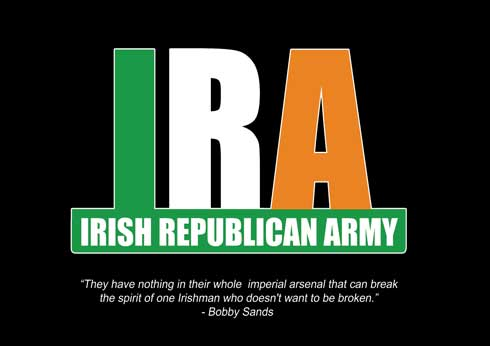 IRA
IRISH REPUBLICAN ARMY
“They have nothing in their whole imperial arsenal that can break
the spirit of one Irishman who doesn't want to be broken.”
- Bobby Sands